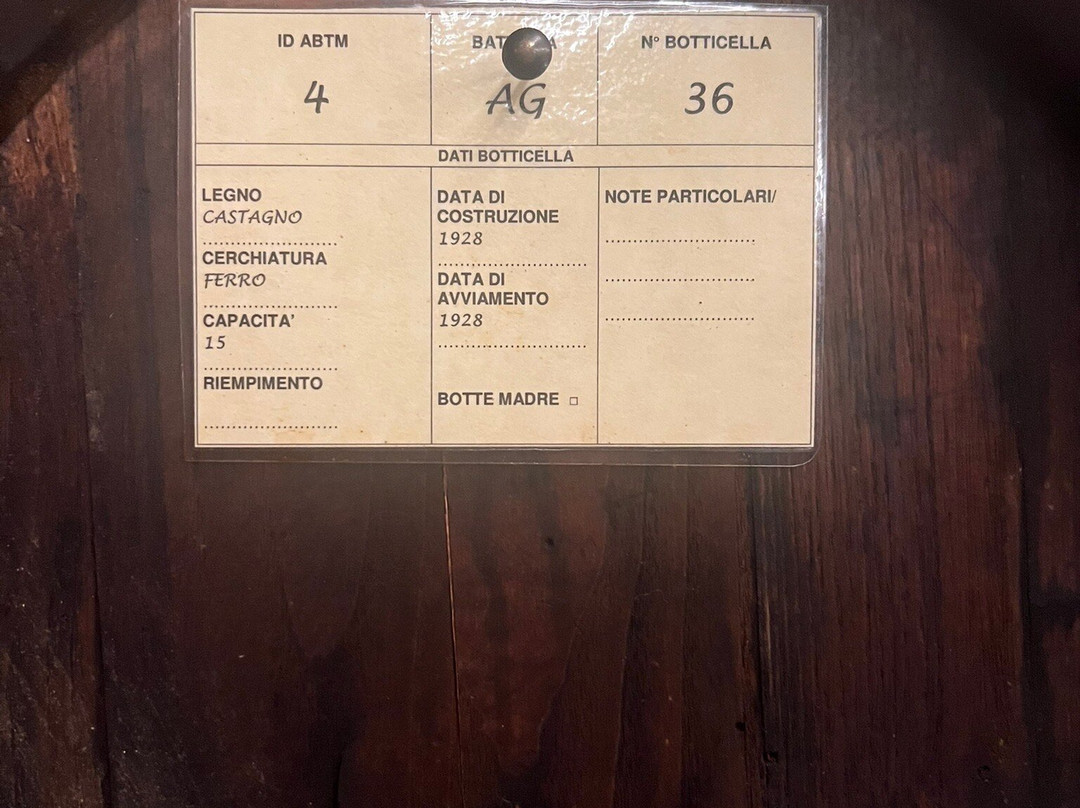 ID ABTM
4
AG
N° BOTTICELLA
36
DATI BOTTICELLA
LEGNO
CASTAGNO
CERCHIATURA
FERRO
CAPACITA'
15
RIEMPIMENTO
DATA DI
COSTRUZIONE
1928
DATA DI
AVVIAMENTO
1928
BOTTE MADRE
NOTE PARTICOLARI/